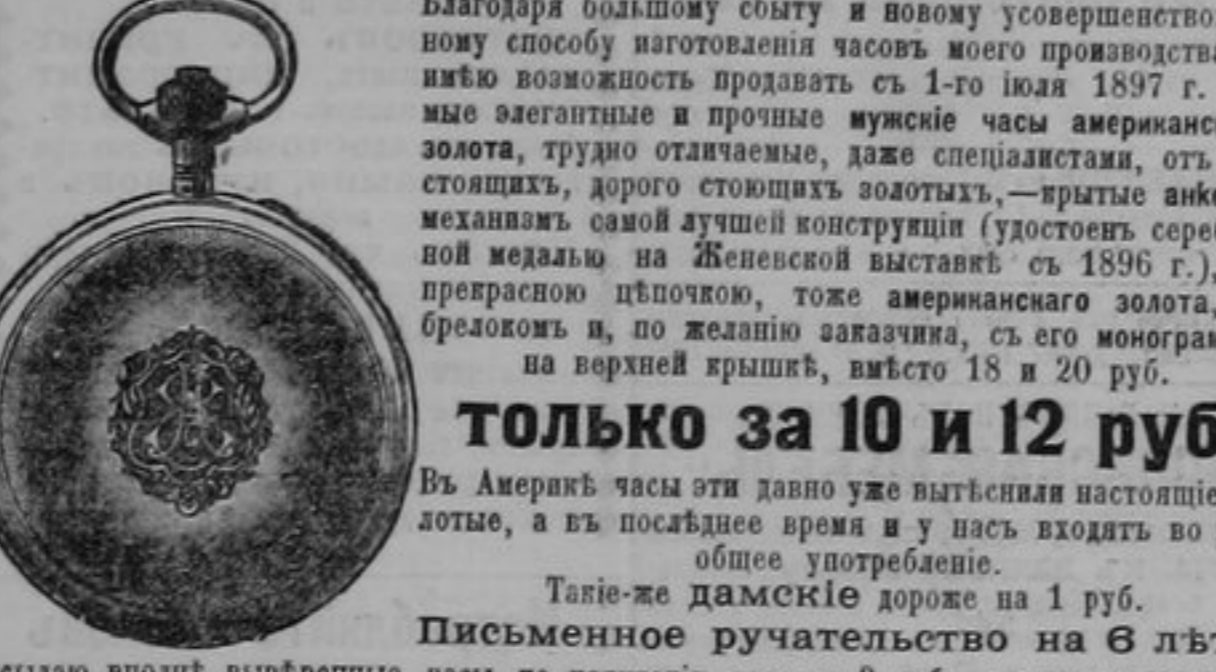 Благодаря большому сбыту и новому усовершенство
ному способу изготовленія часовъ моего производства
имѣю возможность продавать съ 1-го іюля 1897 г.
мые элегантные и прочные мужскіе часы американс
золота, трудно отличаемые, даже спеціалистами, отъ
стоящихъ, дорого стоющихъ золотыхъ,—крытые анке
механизмъ самой лучшей конструкціи (удостоенъ сереб
ной медалью на Женевской выставкѣ съ 1896 г.),
прекрасною цѣпочкою, тоже американскаго золота,
брелокомъ и, по желанію заказчика, съ его монограм
на верхней крышкѣ, вмѣсто 18 и 20 руб.
только за 10 и 12 руб
Въ Америкѣ часы эти давно уже вытѣснили настоящіе
лотые, а въ послѣднее время и у насъ входятъ во
общее употребленіе.
Такіе-же дамскіе дороже на 1 руб.
Письменное ручательство на 6 лѣт